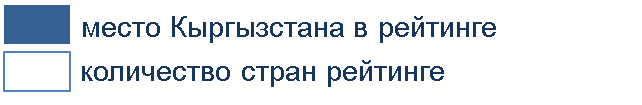 место Кыргызстана в рейтинге
количество стран рейтинге